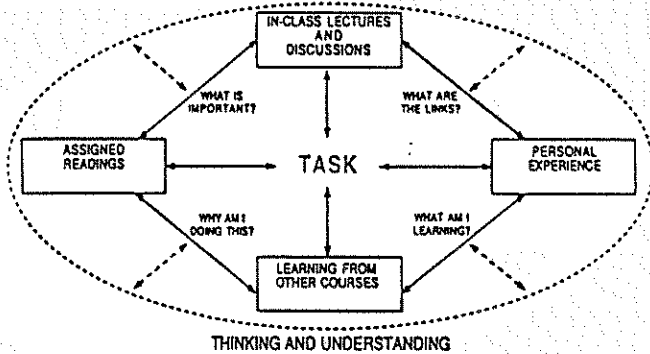 IN-CLASS LECTURES
AND
DISCUSSIONS
WHAT IS
IMPORTANT?
WHAT ARE
THE LINKS?
ASSIGNED
READINGS
TASK
PERSONAL
EXPERIENCE
WHY AM I
DOING THIS?
WHAT AM I
LEARNING?
LEARNING FROM
OTHER COURSES
THINKING AND UNDERSTANDING